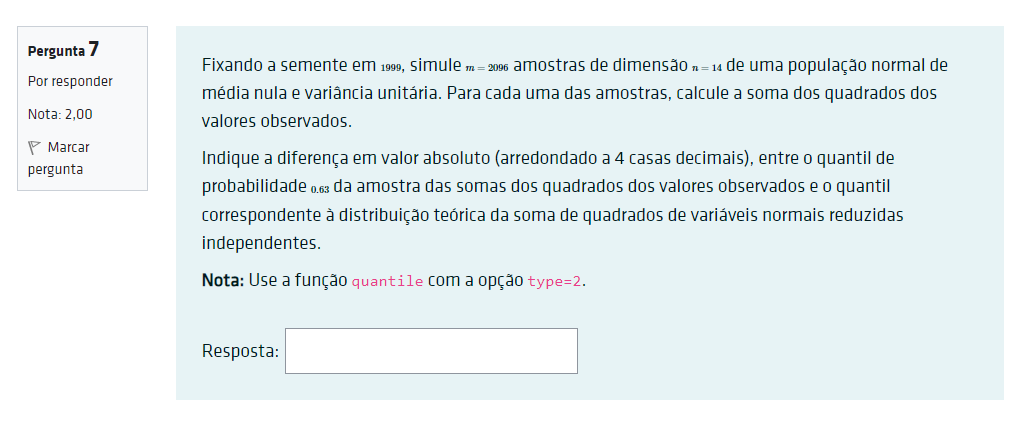 Pergunta 7
Por responder
Nota: 2,00
Marcar
pergunta
Fixando a semente em 1999, simule m = 2096 amostras de dimensão n = 14 de uma população normal de
média nula e variância unitária. Para cada uma das amostras, calcule a soma dos quadrados dos
valores observados.
Indique a diferença em valor absoluto (arredondado a 4 casas decimais), entre o quantil de
probabilidade 0.63 da amostra das somas dos quadrados dos valores observados e o quantil
correspondente à distribuição teórica da soma de quadrados de variáveis normais reduzidas
independentes.
Nota: Use a função quantile com a opção type=2.
Resposta: